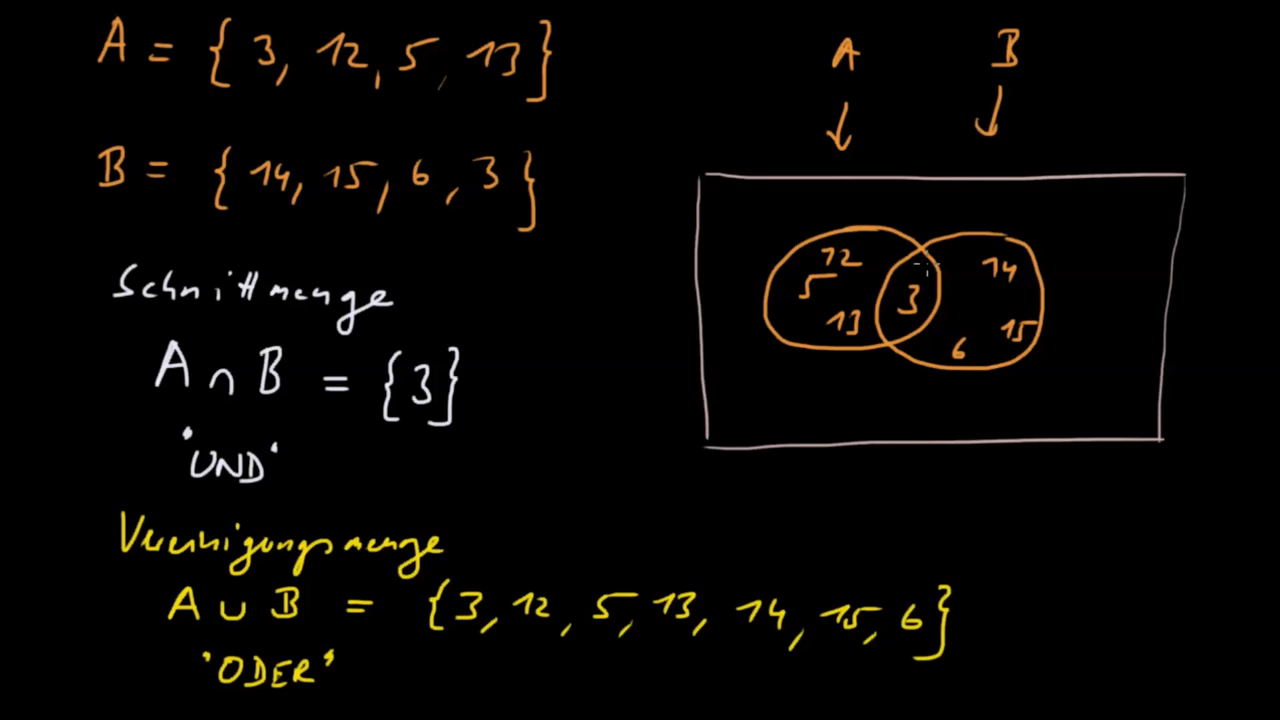 A = { 3, 12, 5, 13}
B = { 14, 15, 6, 3 }
Schnittmenge
A ∩ B = {3}
"UND"
Vereinigungsmenge
A ∪ B = {3, 12, 5, 13, 14, 15, 6}
"ODER"
A B
↓ ↓
12 14
5 3
13 15
6